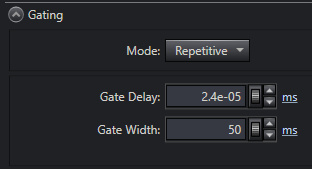 Gating
Mode: Repetitive
Gate Delay: 2.4e-05 ms
Gate Width: 50 ms